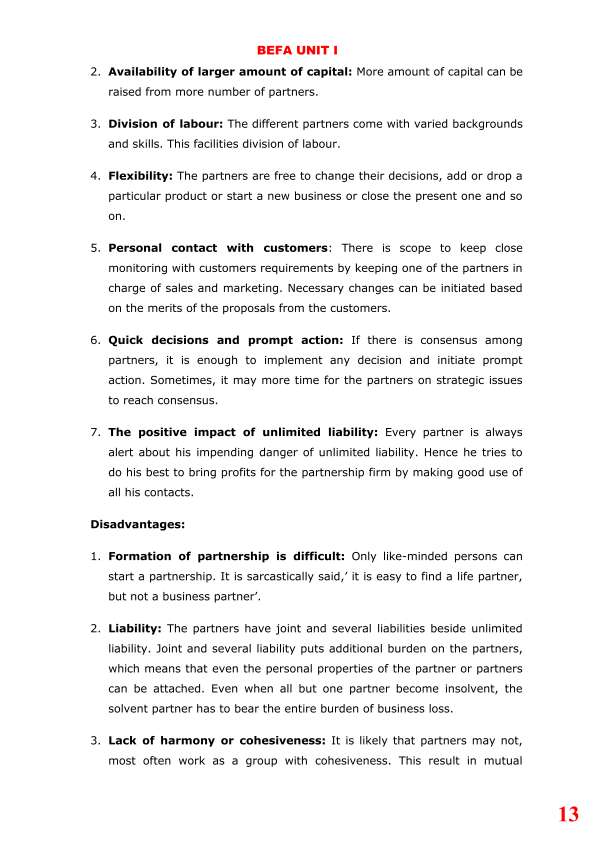 BEFA UNIT I
2. Availability of larger amount of capital: More amount of capital can be
raised from more number of partners.
3. Division of labour: The different partners come with varied backgrounds
and skills. This facilities division of labour.
4. Flexibility: The partners are free to change their decisions, add or drop a
particular product or start a new business or close the present one and so
on.
5. Personal contact with customers: There is scope to keep close
monitoring with customers requirements by keeping one of the partners in
charge of sales and marketing. Necessary changes can be initiated based
on the merits of the proposals from the customers.
6. Quick decisions and prompt action: If there is consensus among
partners, it is enough to implement any decision and initiate prompt
action. Sometimes, it may more time for the partners on strategic issues
to reach consensus.
7. The positive impact of unlimited liability: Every partner is always
alert about his impending danger of unlimited liability. Hence he tries to
do his best to bring profits for the partnership firm by making good use of
all his contacts.
Disadvantages:
1. Formation of partnership is difficult: Only like-minded persons can
start a partnership. It is sarcastically said,’ it is easy to find a life partner,
but not a business partner’.
2. Liability: The partners have joint and several liabilities beside unlimited
liability. Joint and several liability puts additional burden on the partners,
which means that even the personal properties of the partner or partners
can be attached. Even when all but one partner become insolvent, the
solvent partner has to bear the entire burden of business loss.
3. Lack of harmony or cohesiveness: It is likely that partners may not,
most often work as a group with cohesiveness. This result in mutual
13